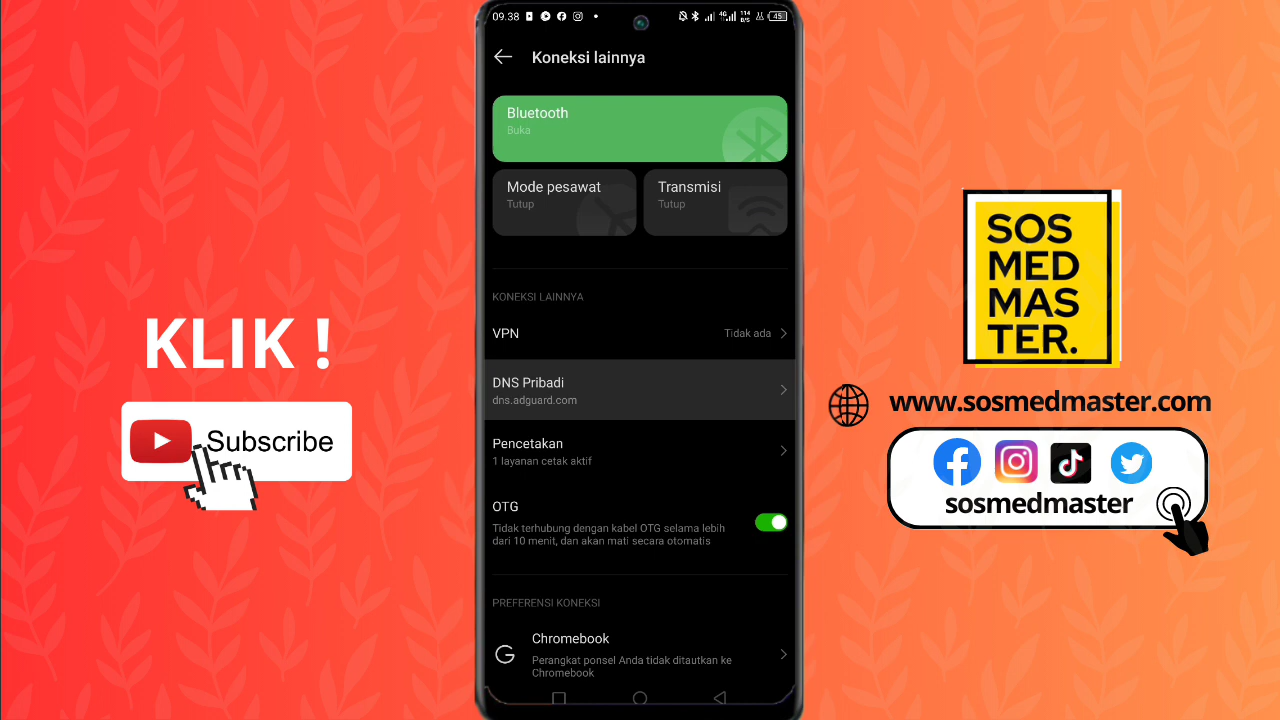 KLIK !
Subscribe
09.38
4G
114
B/S
45
Koneksi lainnya
Bluetooth
Buka
Mode pesawat
Tutup
Transmisi
Tutup
KONEKSI LAINNYA
VPN
Tidak ada
DNS Pribadi
dns.adguard.com
Pencetakan
1 layanan cetak aktif
OTG
Tidak terhubung dengan kabel OTG selama lebih
dari 10 menit, dan akan mati secara otomatis
PREFERENSI KONEKSI
Chromebook
Perangkat ponsel Anda tidak ditautkan ke
Chromebook
SOS
MED
MAS
TER.
www.sosmedmaster.com
sosmedmaster